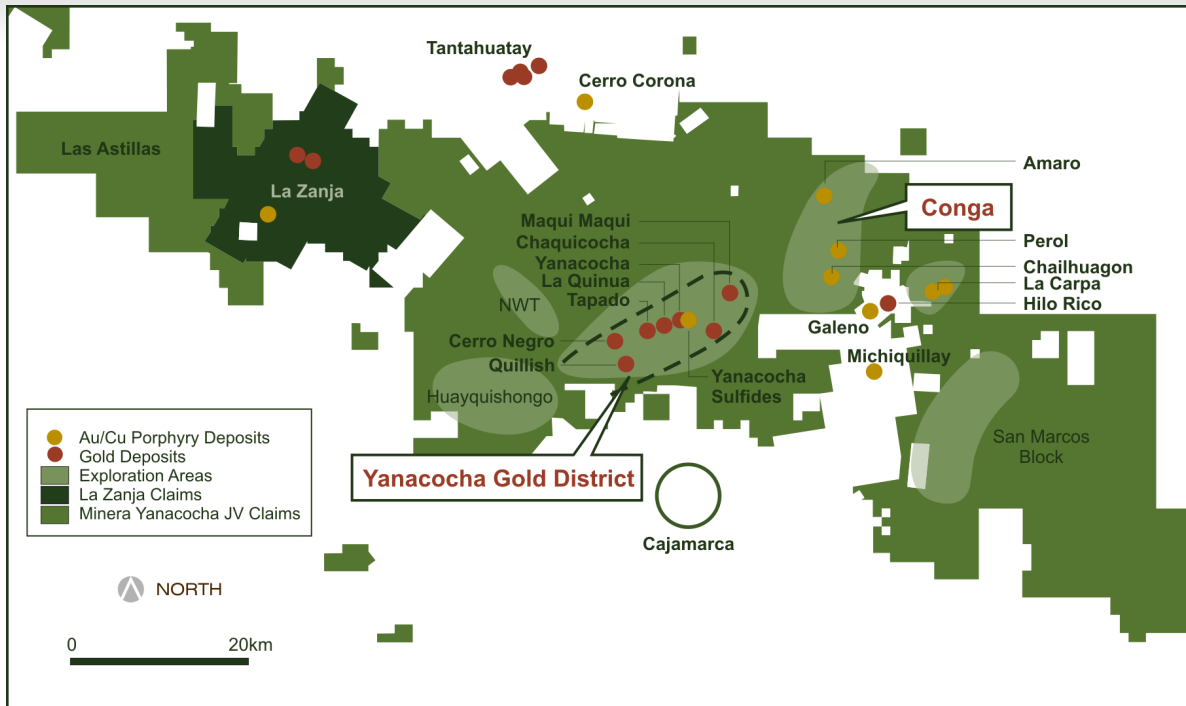 Tantahuatay
Cerro Corona
Las Astillas
La Zanja
Amaro
Conga
Maqui Maqui
Chaquicocha
Yanacocha
La Quinua
Tapado
Perol
Chailhuagon
La Carpa
Hilo Rico
NWT
Galeno
Cerro Negro
Quillish
Michiquillay
Yanacocha
Sulfides
Huayquishongo
San Marcos
Block
Au/Cu Porphyry Deposits
Gold Deposits
Exploration Areas
La Zanja Claims
Minera Yanacocha JV Claims
Yanacocha Gold District
Cajamarca
NORTH
0 20km